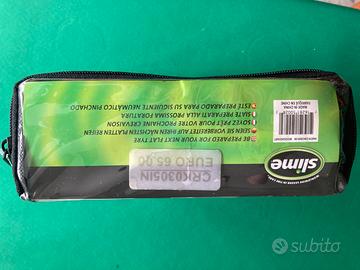 slime
BE PREPARED FOR YOUR NEXT FLAT TYRE
SEIEN SIE VORBEREITET AUF IHREN NÄCHSTEN PLATTEN REIFEN
SOYEZ PRÊT POUR VOTRE PROCHAINE CREVAISON
SIATE PREPARATI ALLA PROSSIMA FORATURA
ESTÉ PREPARADO PARA SU SIGUIENTE NEUMÁTICO PINCHADO
CRK0305IN
EURO 65,00
MADE IN CHINA
subito